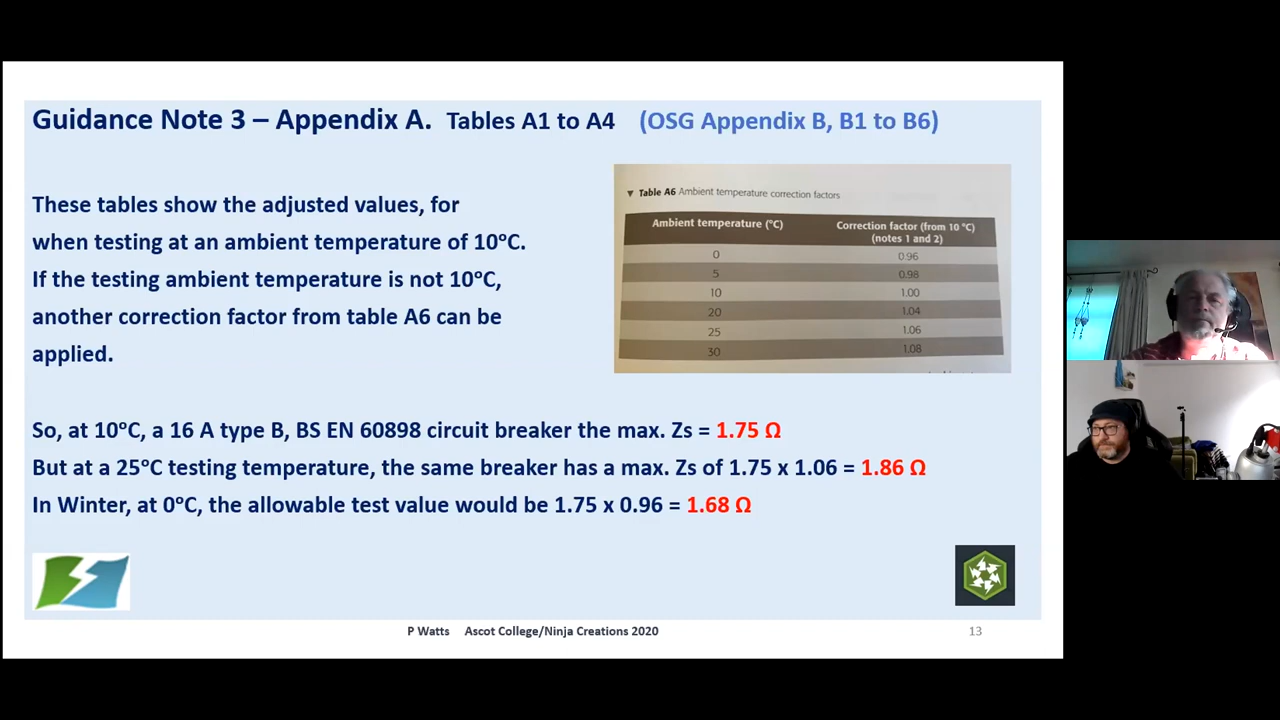 Guidance Note 3 – Appendix A. Tables A1 to A4 (OSG Appendix B, B1 to B6)
These tables show the adjusted values, for
when testing at an ambient temperature of 10°C.
If the testing ambient temperature is not 10°C,
another correction factor from table A6 can be
applied.
▼ Table A6 Ambient temperature correction factors
Ambient temperature (°C) Correction factor (from 10 °C)
(notes 1 and 2)
0 0.96
5 0.98
10 1.00
20 1.04
25 1.06
30 1.08
So, at 10°C, a 16 A type B, BS EN 60898 circuit breaker the max. Zs = 1.75 Ω
But at a 25°C testing temperature, the same breaker has a max. Zs of 1.75 x 1.06 = 1.86 Ω
In Winter, at 0°C, the allowable test value would be 1.75 x 0.96 = 1.68 Ω
P Watts Ascot College/Ninja Creations 2020
13